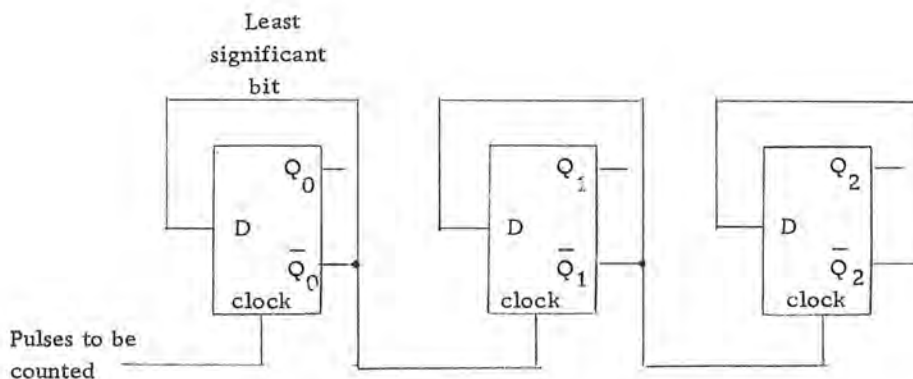 Least
significant
bit
Q0
Q1
Q2
D
D
D
Q̅0
Q̅1
Q̅2
clock
clock
clock
Pulses to be
counted